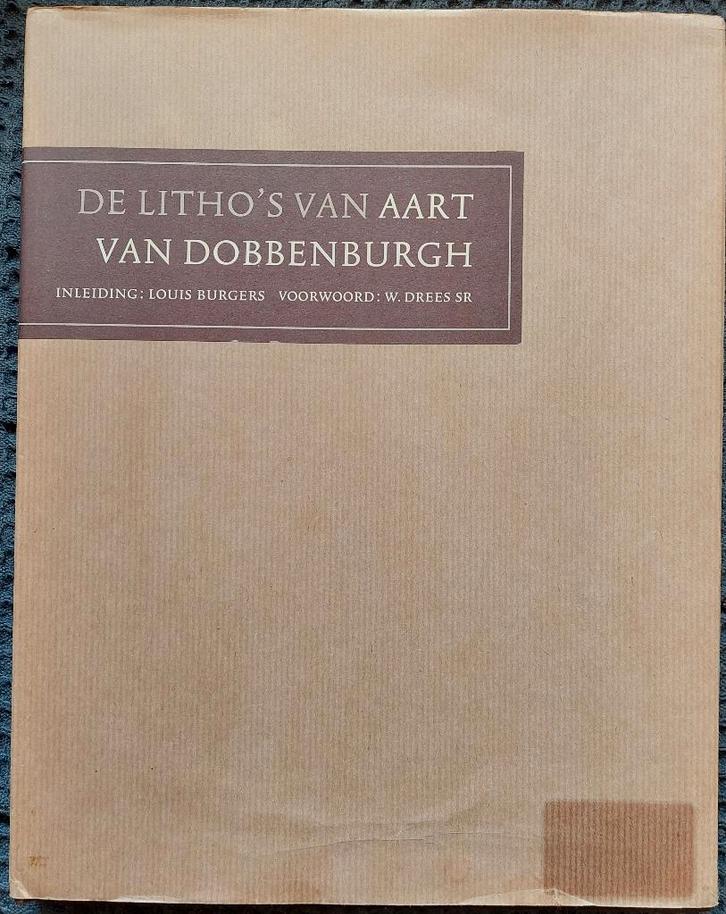 DE LITHO'S VAN AART
VAN DOBBENBURGH
INLEIDING: LOUIS BURGERS VOORWOORD: W. DREES SR